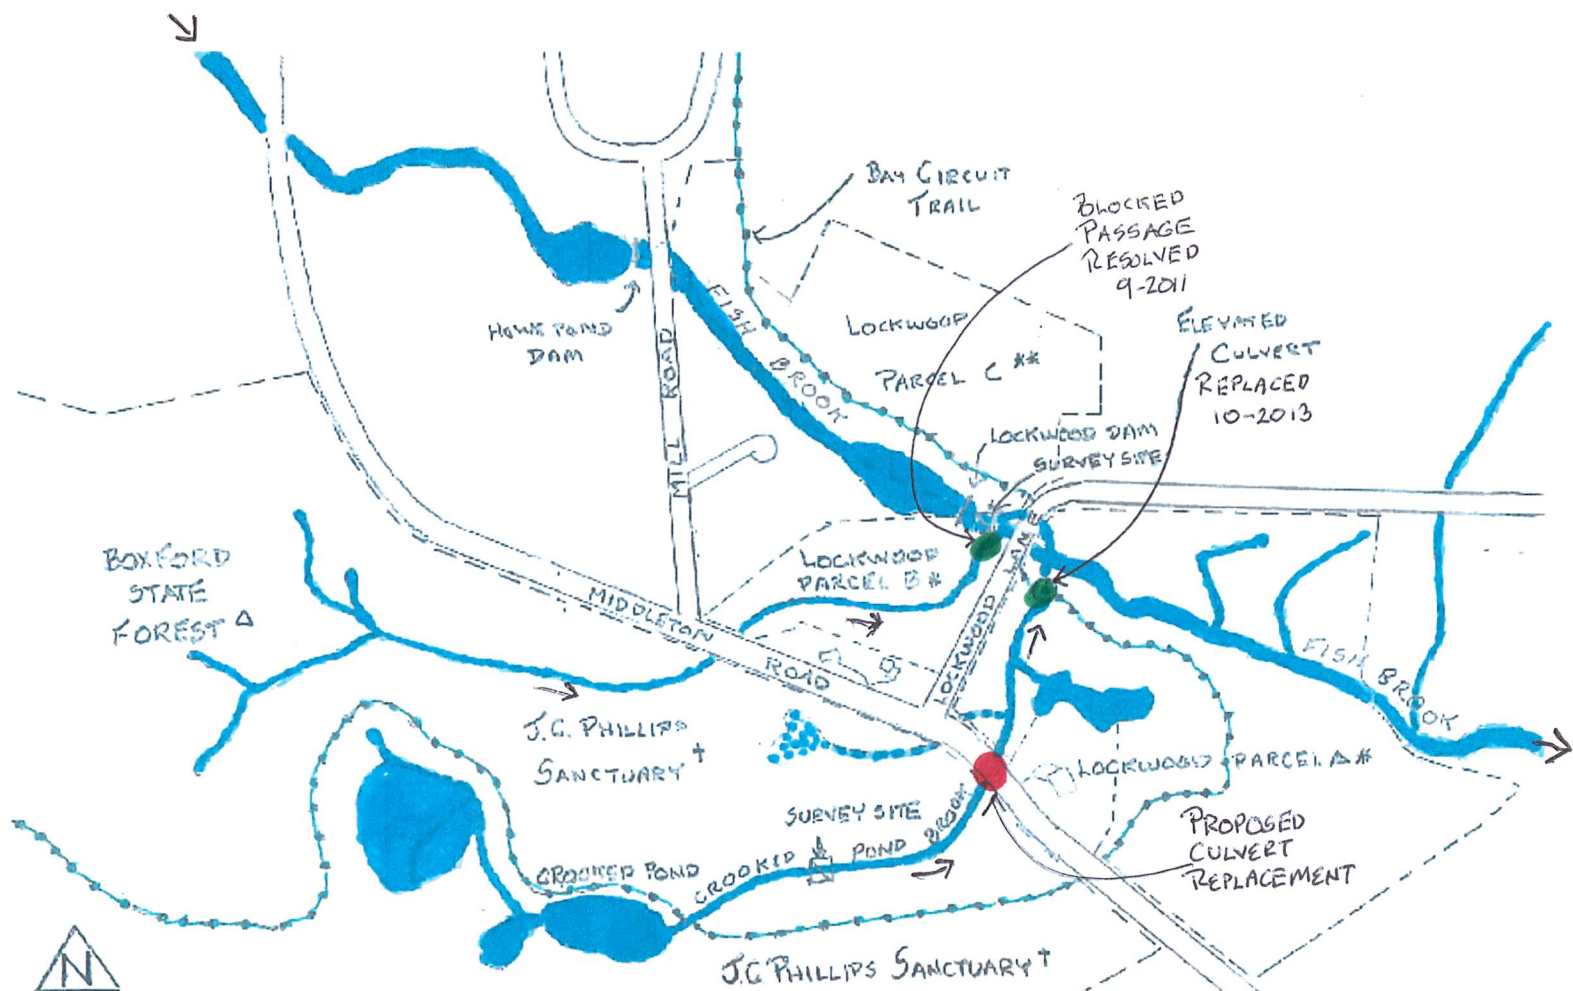 BAY CIRCUIT
TRAIL
BLOCKED
PASSAGE
RESOLVED
9-2011
ELEVATED
CULVERT
REPLACED
10-2013
HOWE POND
DAM
MILL ROAD
FISH BROOK
LOCKWOOD
PARCEL C **
LOCKWOOD DAM
SURVEY SITE
BOXFORD
STATE
FOREST △
LOCKWOOD
PARCEL B *
LOCKWOOD LANE
MIDDLETON
ROAD
FISH BROOK
J.C. PHILLIPS
SANCTUARY †
LOCKWOOD PARCEL A *
SURVEY SITE
CROOKED POND
CROOKED POND BROOK
PROPOSED
CULVERT
REPLACEMENT
J.C PHILLIPS SANCTUARY †
N